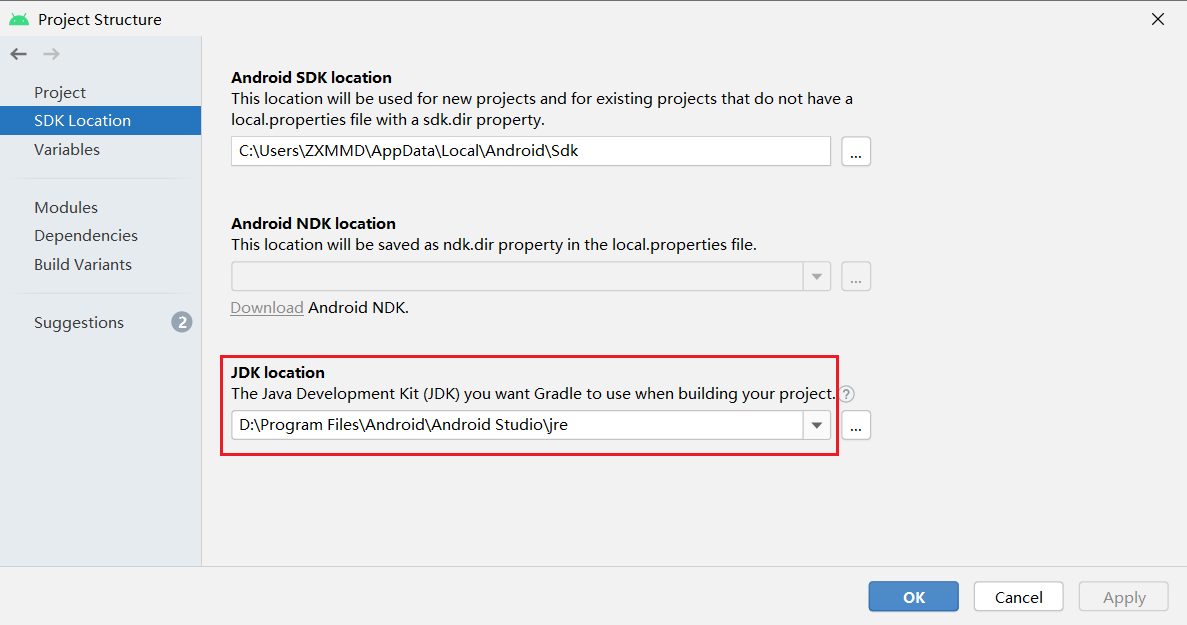 Project Structure
Project
SDK Location
Variables
Modules
Dependencies
Build Variants
Suggestions 2
Android SDK location
This location will be used for new projects and for existing projects that do not have a
local.properties file with a sdk.dir property.
C:\Users\ZXMMD\AppData\Local\Android\Sdk
...
Android NDK location
This location will be saved as ndk.dir property in the local.properties file.
...
Download Android NDK.
JDK location
The Java Development Kit (JDK) you want Gradle to use when building your project. ?
D:\Program Files\Android\Android Studio\jre
...
OK Cancel Apply